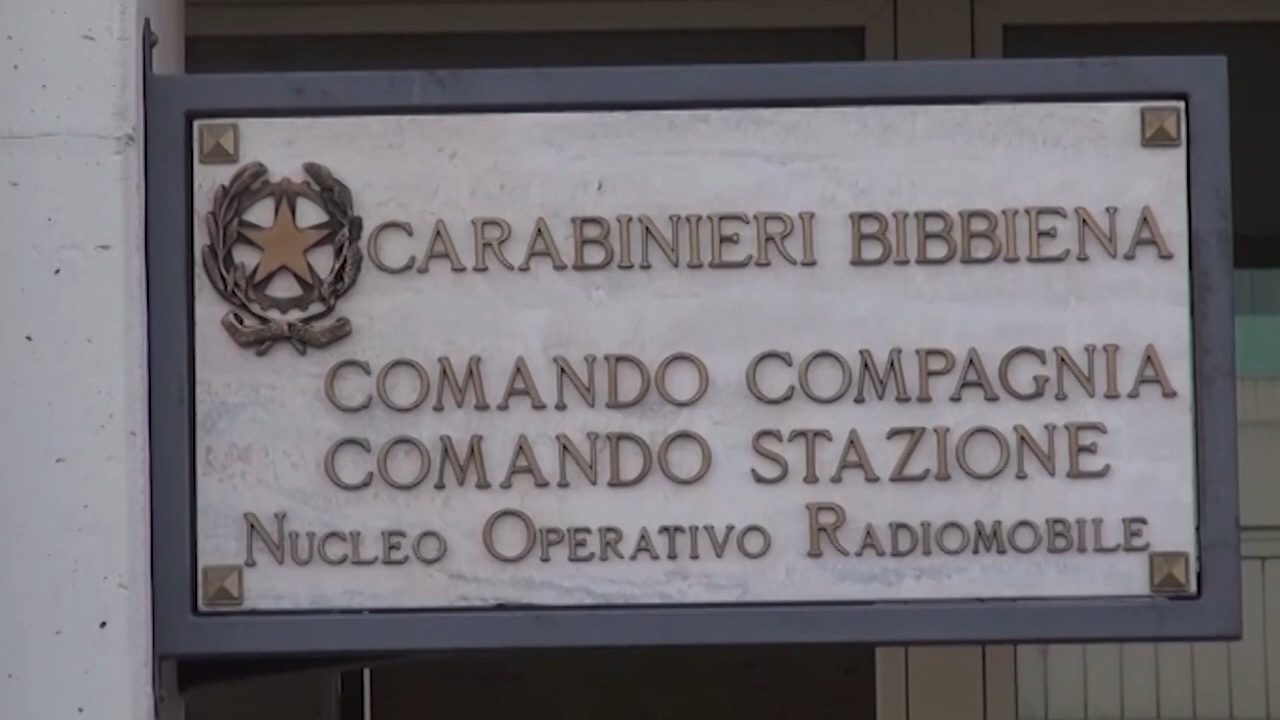 CARABINIERI BIBBIENA
COMANDO COMPAGNIA
COMANDO STAZIONE
NUCLEO OPERATIVO RADIOMOBILE